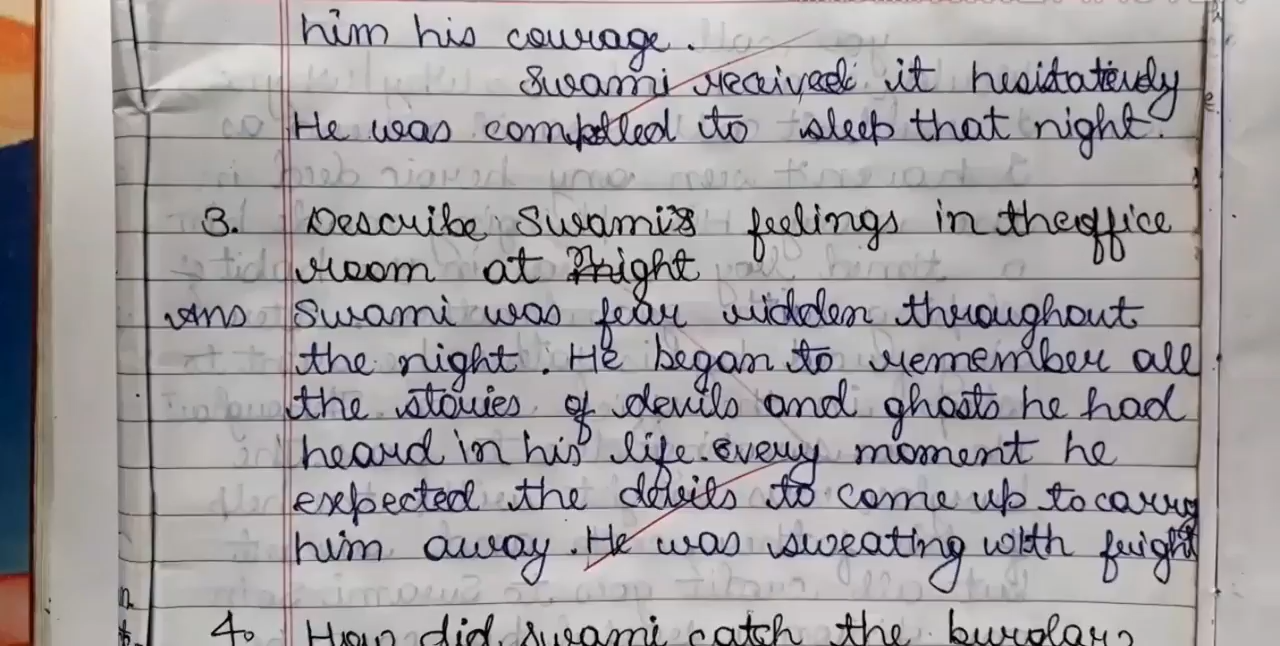 him his courage.
Swami received it hesitatively
He was compelled to sleep that night.
3. Describe Swami's feelings in the office
room at night
Ans Swami was fear ridden throughout
the night. He began to remember all
the stories of devils and ghosts he had
heard in his life. every moment he
expected the devils to come up to carry
him away. He was sweating with fright
4. How did Swami catch the burglar?